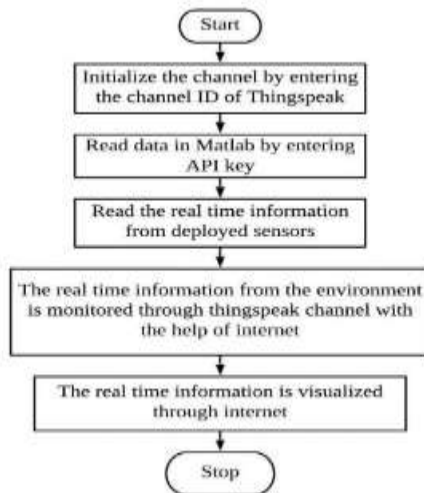 Start
Initialize the channel by entering
the channel ID of Thingspeak
Read data in Matlab by entering
API key
Read the real time information
from deployed sensors
The real time information from the environment
is monitored through thingspeak channel with
the help of internet
The real time information is visualized
through internet
Stop